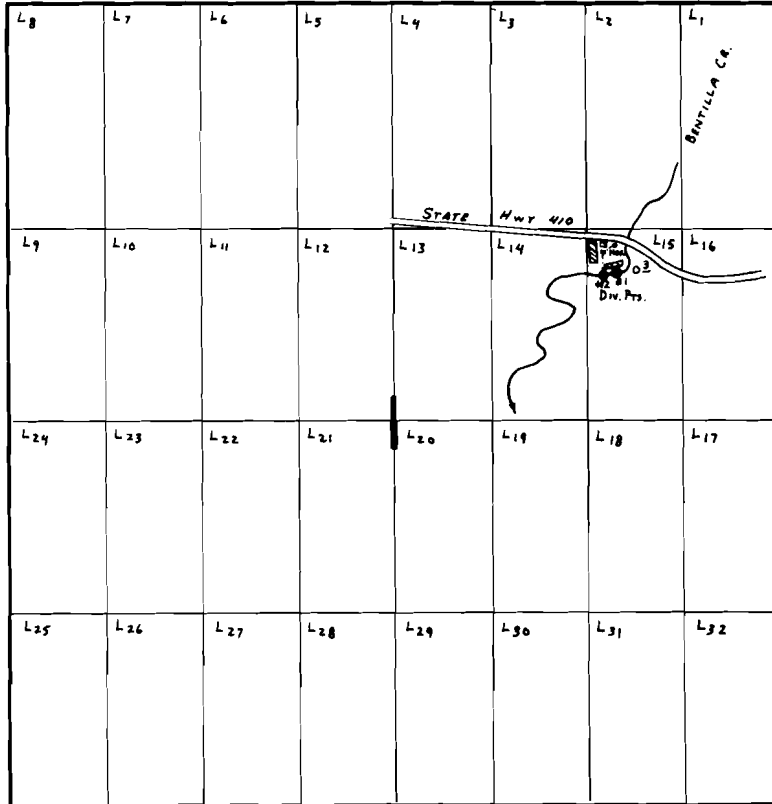 L8 L7 L6 L5 L4 L3 L2 L1
BENTILLA CR.
STATE HWY 410
L9 L10 L11 L12 L13 L14 L15 L16
O3
#2 #1
DIV. PTS.
L24 L23 L22 L21 L20 L19 L18 L17
L25 L26 L27 L28 L29 L30 L31 L32